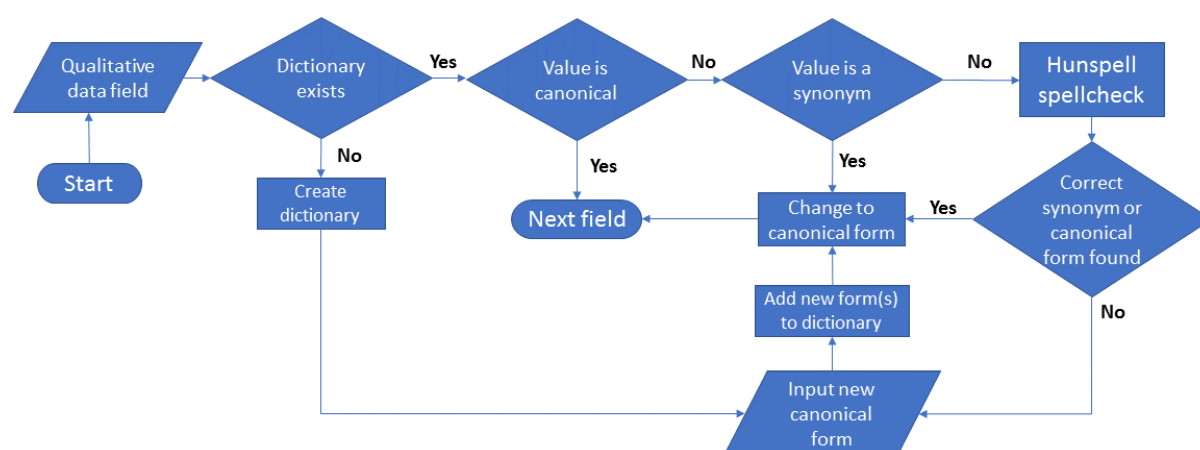 Qualitative
data field
Dictionary
exists
Yes
Value is
canonical
No
Value is a
synonym
No
Hunspell
spellcheck
Start
No
Create
dictionary
Yes
Next field
Yes
Change to
canonical form
Yes
Correct
synonym or
canonical
form found
Add new form(s)
to dictionary
No
Input new
canonical
form